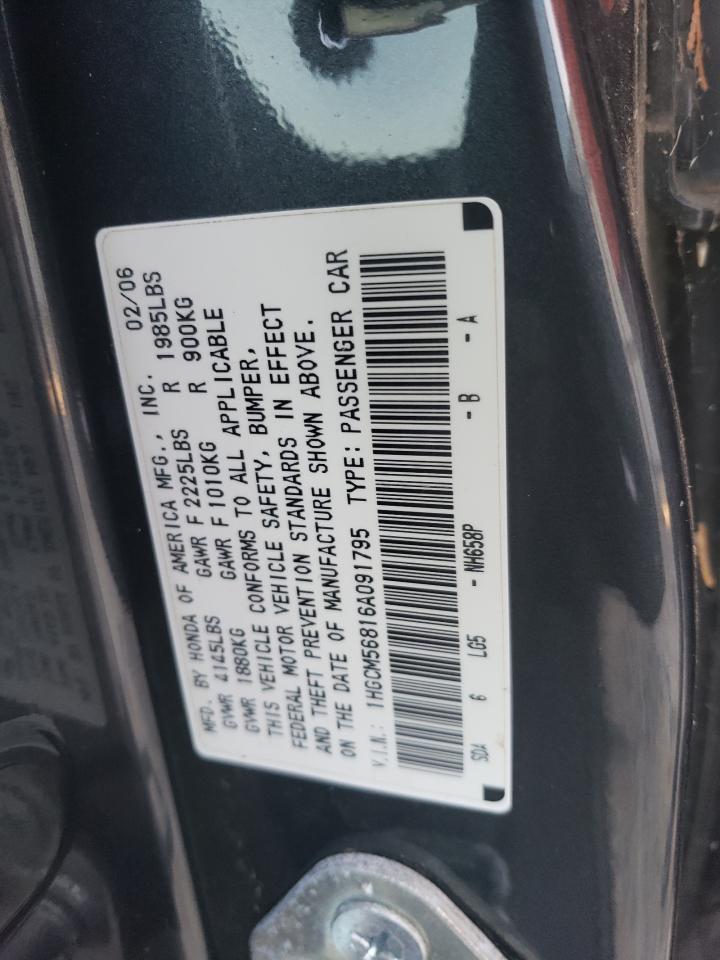 MFD. BY HONDA OF AMERICA MFG., INC. 02/06
GVWR 4145LBS GAWR F 2225LBS R 1985LBS
GVWR 1880KG GAWR F 1010KG R 900KG
THIS VEHICLE CONFORMS TO ALL APPLICABLE
FEDERAL MOTOR VEHICLE SAFETY, BUMPER,
AND THEFT PREVENTION STANDARDS IN EFFECT
ON THE DATE OF MANUFACTURE SHOWN ABOVE.
V.I.N.: 1HGCM56816A091795 TYPE: PASSENGER CAR
SDA 6 LG5 - NH658P - B - A